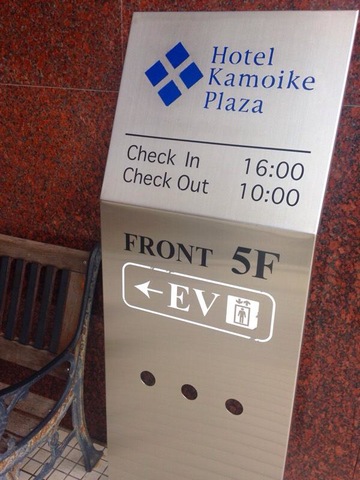 Hotel
Kamoike
Plaza
Check In 16:00
Check Out 10:00
FRONT 5F
←EV